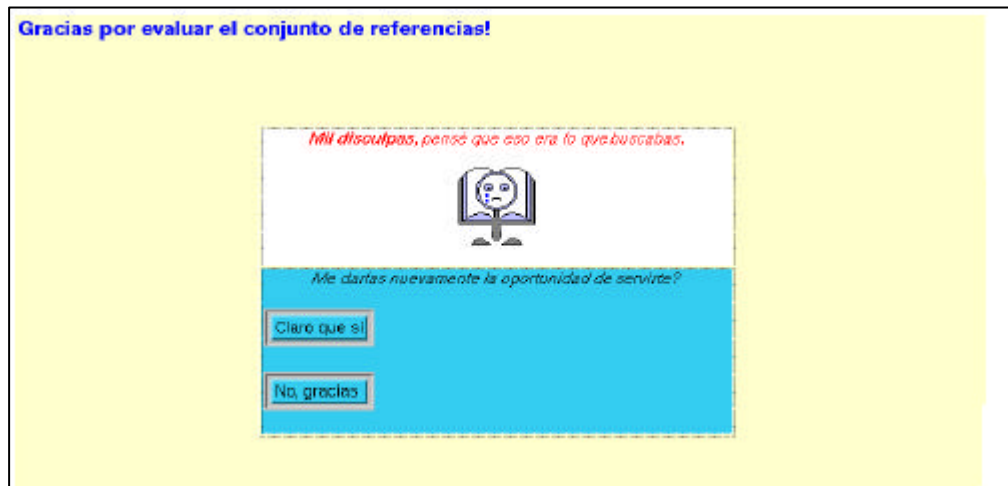 Gracias por evaluar el conjunto de referencias!
Mil disculpas, pensé que eso era lo que buscabas.
Me darías nuevamente la oportunidad de servirte?
Claro que si
No, gracias